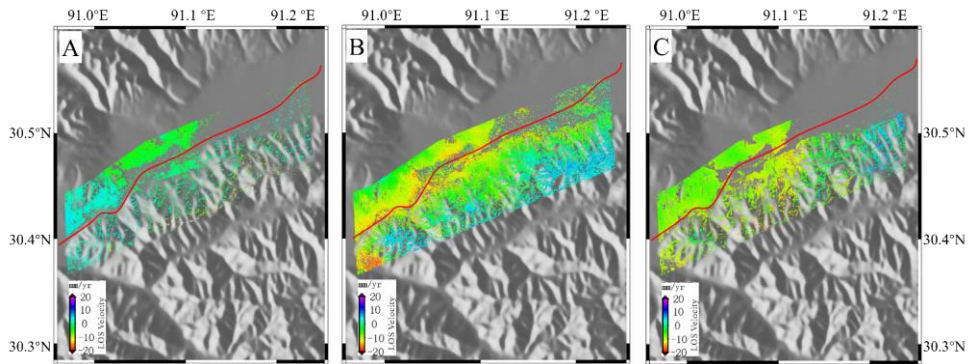 91.0 °E 91.1 °E 91.2 °E 91.0 °E 91.1 °E 91.2 °E 91.0 °E 91.1 °E 91.2 °E
A B C
30.5°N 30.5°N
30.4°N 30.4°N
30.3°N 30.3°N
mm/yr mm/yr mm/yr
20 20 20
10 10 10
0 0 0
-10 -10 -10
-20 -20 -20
LOS Velocity LOS Velocity LOS Velocity